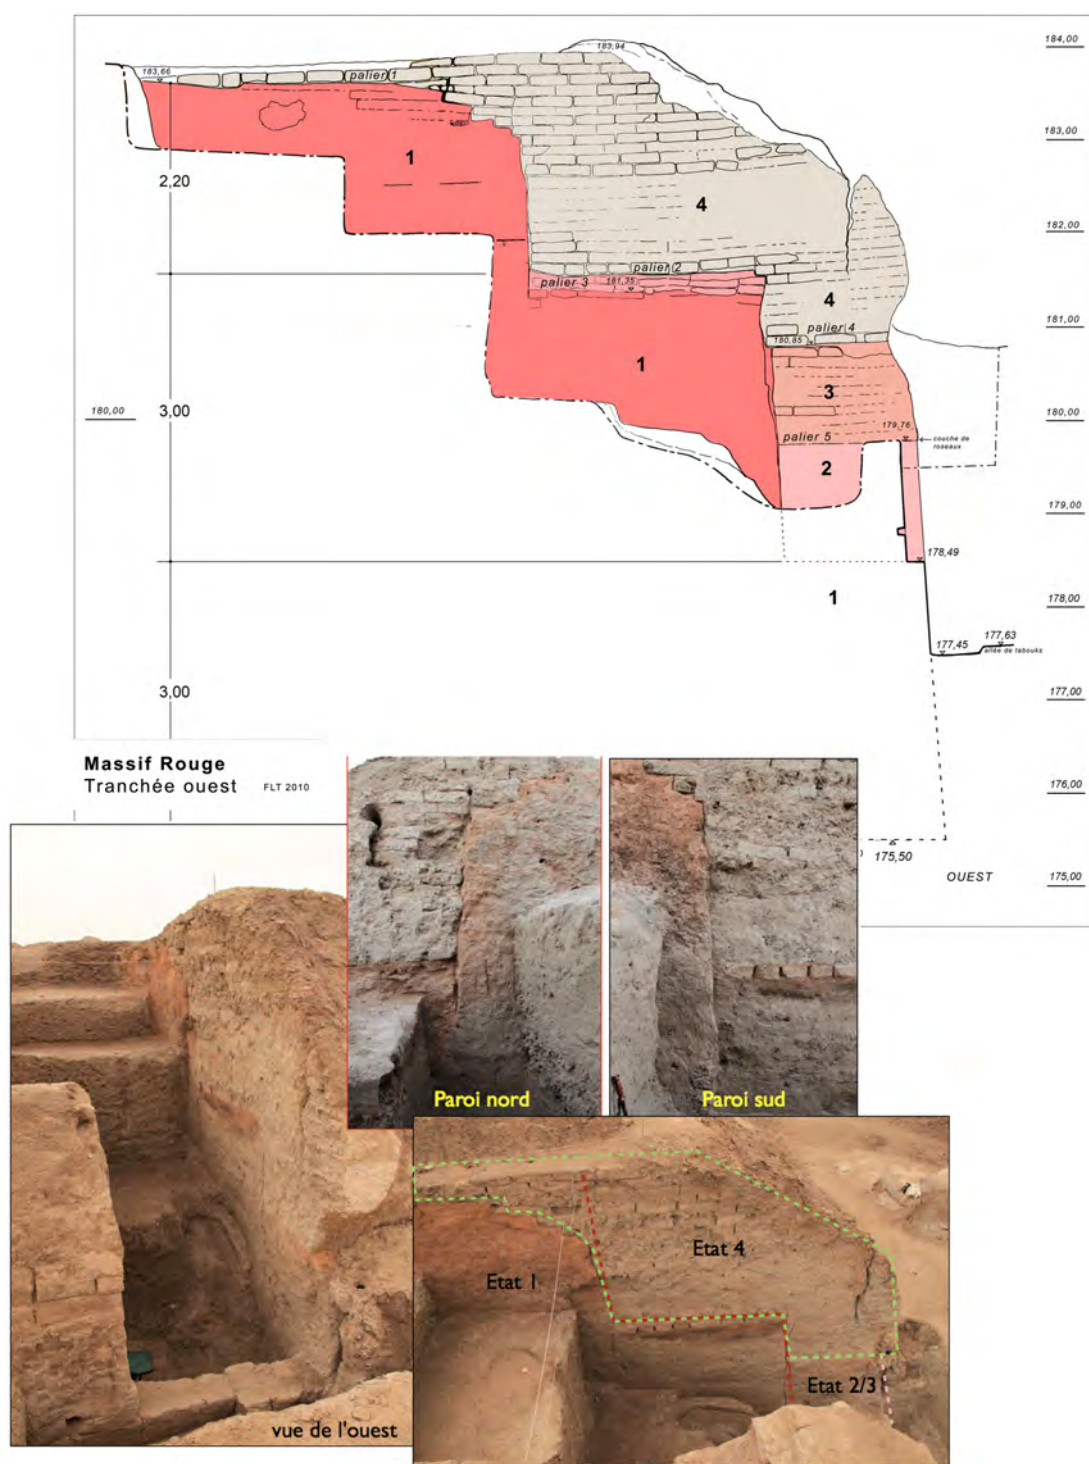 184,00
183,94
183,66
palier 1
183,00
1
2,20
4
182,00
palier 2
palier 3
181,35
4
181,00
palier 4
180,85
1
3
180,00
3,00
180,00
179,76
palier 5
couche de
roseaux
2
179,00
178,49
1
178,00
177,45
177,63
allée de tabouks
3,00
177,00
Massif Rouge
Tranchée ouest
FLT 2010
176,00
175,50
OUEST
175,00
Paroi nord
Paroi sud
Etat 4
Etat 1
Etat 2/3
vue de l'ouest